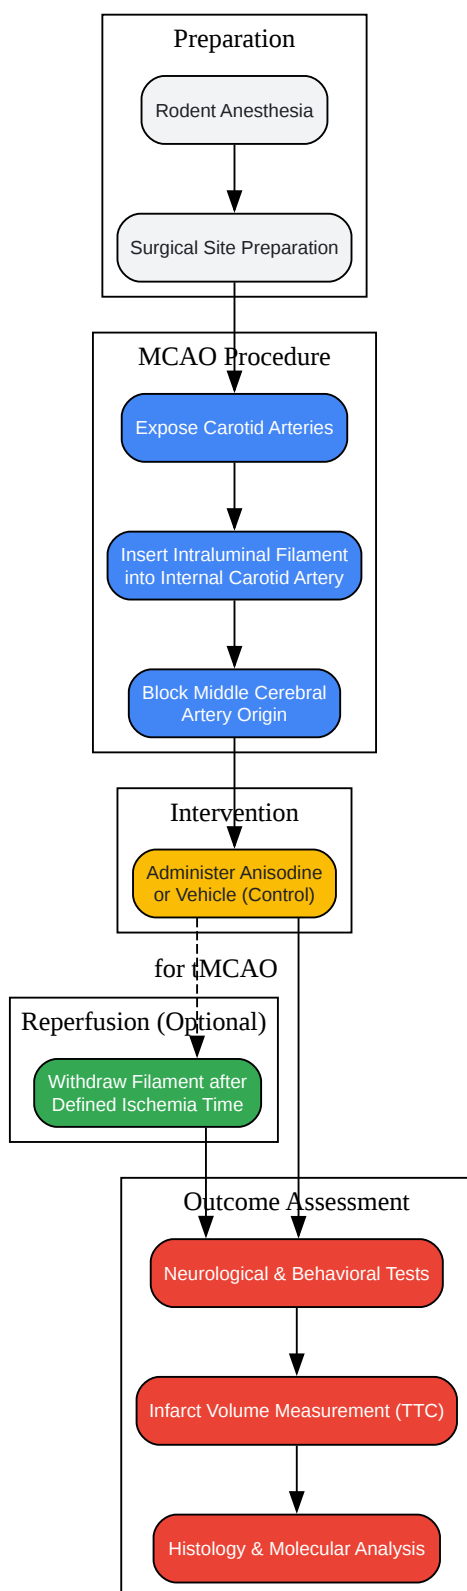 Preparation
Rodent Anesthesia
Surgical Site Preparation
MCAO Procedure
Expose Carotid Arteries
Insert Intraluminal Filament
into Internal Carotid Artery
Block Middle Cerebral
Artery Origin
Intervention
Administer Anisodine
or Vehicle (Control)
for tMCAO
Reperfusion (Optional)
Withdraw Filament after
Defined Ischemia Time
Outcome Assessment
Neurological & Behavioral Tests
Infarct Volume Measurement (TTC)
Histology & Molecular Analysis